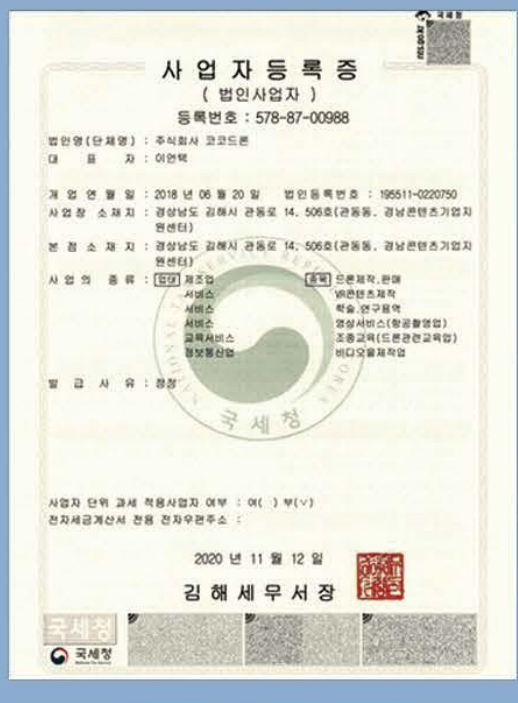 국세청
nts.go.kr
사업자등록증
( 법인사업자 )
등록번호 : 578-87-00988
법인명(단체명) : 주식회사 코코드론
대 표 자 : 이언택
개 업 연 월 일 : 2018 년 06 월 20 일 법인등록번호 : 195511-0220750
사업장 소재지 : 경상남도 김해시 관동로 14, 506호(관동동, 경남콘텐츠기업지
원센터)
본 점 소 재 지 : 경상남도 김해시 관동로 14, 506호(관동동, 경남콘텐츠기업지
원센터)
사 업 의 종 류 : 업태 제조업 종목 드론제작,판매
서비스 VR콘텐츠제작
서비스 학술,연구용역
서비스 영상서비스(항공촬영업)
교육서비스 조종교육(드론관련교육업)
정보통신업 비디오물제작업
발 급 사 유 : 정정
국세청
사업자 단위 과세 적용사업자 여부 : 여( ) 부(∨)
전자세금계산서 전용 전자우편주소 :
2020 년 11 월 12 일
김해세무서장
국세청
국세청